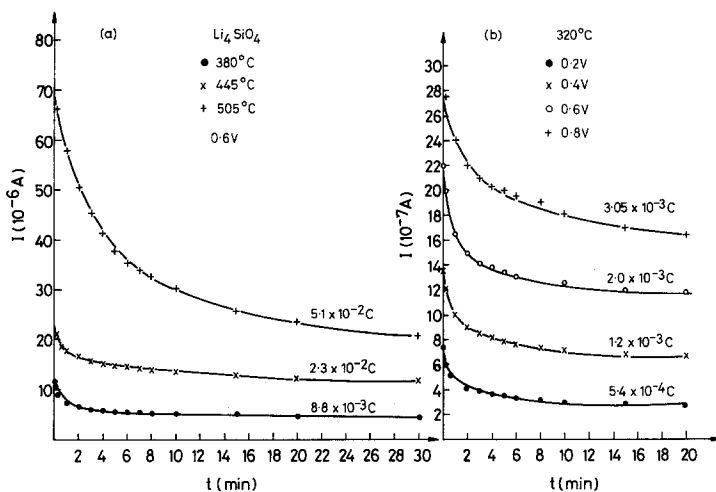 (a)
Li4SiO4
● 380°C
× 445°C
+ 505°C
0·6V
I (10⁻⁶A)
80
70
60
50
40
30
20
10
5·1 x 10⁻²C
2·3 x 10⁻²C
8·8 x 10⁻³C
2 4 6 8 10 12 14 16 18 20 22 24 26 28 30
t (min)
(b)
320°C
● 0·2V
× 0·4V
○ 0·6V
+ 0·8V
I (10⁻⁷A)
30
28
26
24
22
20
18
16
14
12
10
8
6
4
2
3·05 x 10⁻³C
2·0 x 10⁻³C
1·2 x 10⁻³C
5·4 x 10⁻⁴C
2 4 6 8 10 12 14 16 18 20
t (min)